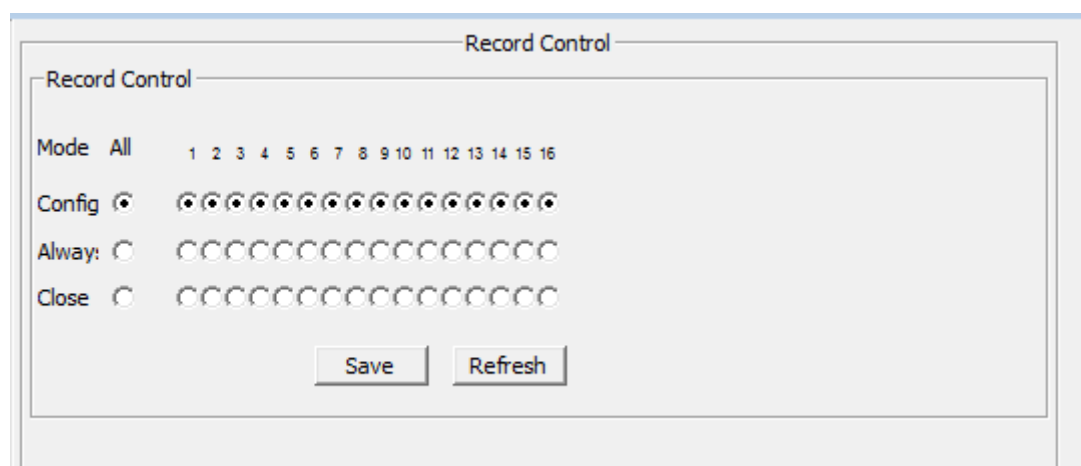 Record Control
Record Control
Mode All 1 2 3 4 5 6 7 8 9 10 11 12 13 14 15 16
Config
Alway:
Close
Save Refresh